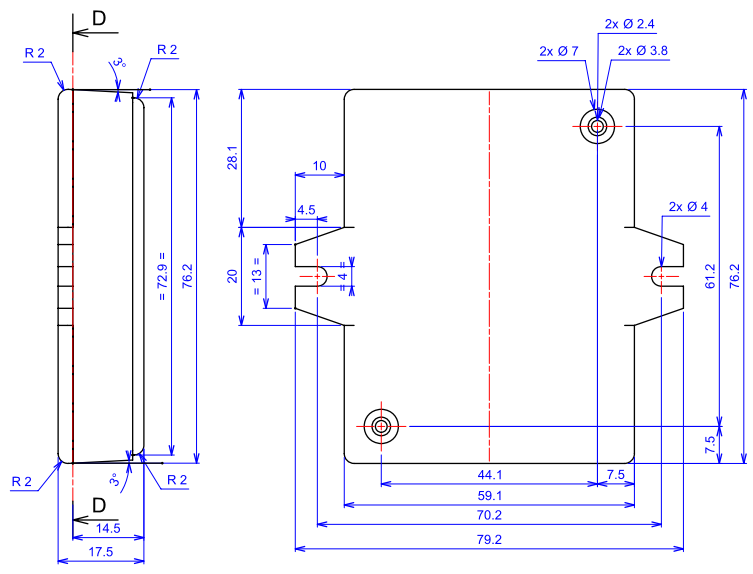 D
R 2
3°
R 2
2x Ø 2.4
2x Ø 7
2x Ø 3.8
28.1
10
4.5
2x Ø 4
= 72.9 =
76.2
20
= 13 =
= 4 =
61.2
76.2
7.5
R 2
3°
R 2
44.1
7.5
59.1
D
14.5
70.2
17.5
79.2